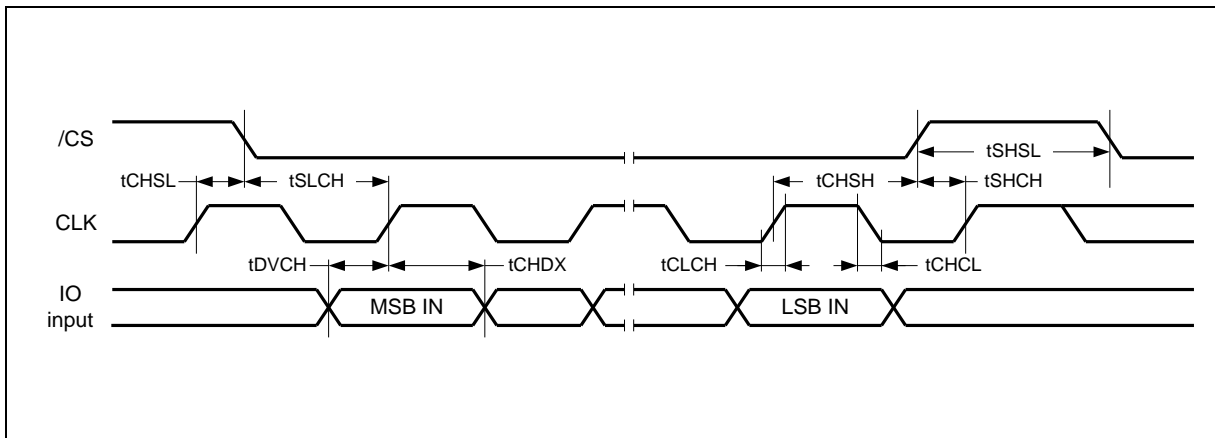 /CS
tSHSL
tCHSL
tSLCH
tCHSH
tSHCH
CLK
tDVCH
tCHDX
tCLCH
tCHCL
IO
input
MSB IN
LSB IN